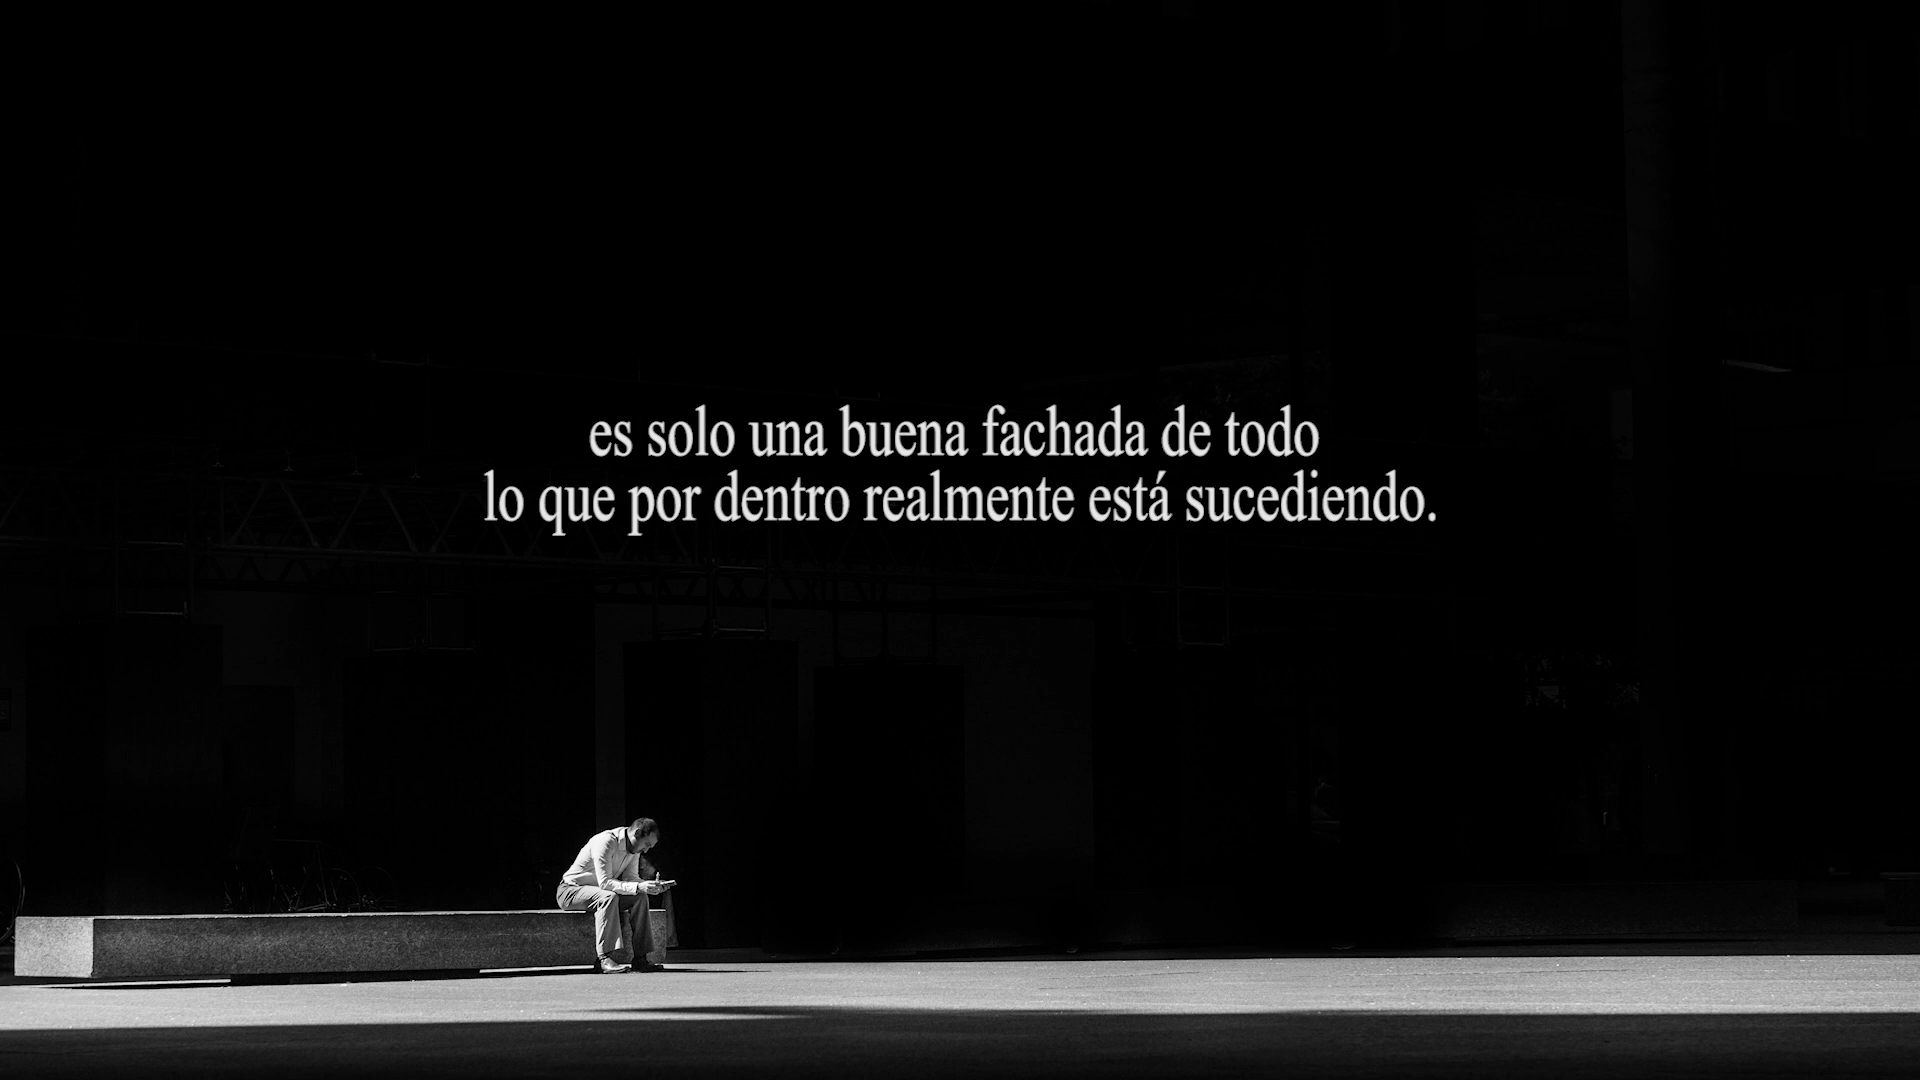 es solo una buena fachada de todo
lo que por dentro realmente está sucediendo.